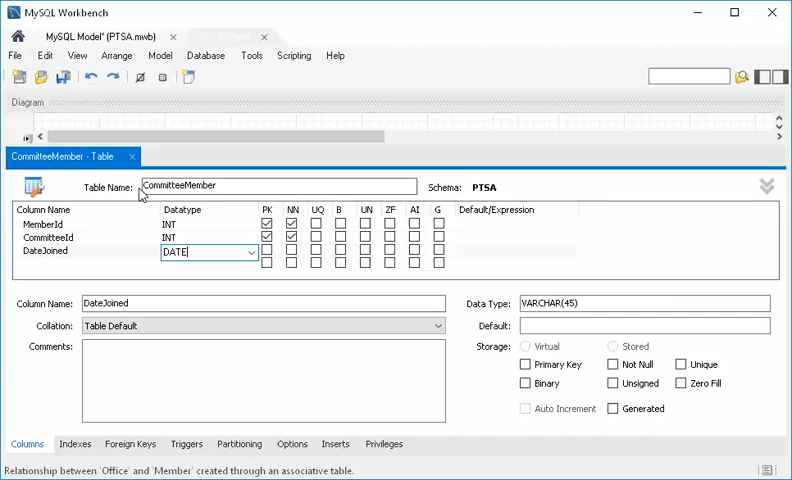 MySQL Workbench
MySQL Model* (PTSA.mwb)
File Edit View Arrange Model Database Tools Scripting Help
Diagram
CommitteeMember - Table
Table Name: CommitteeMember Schema: PTSA
Column Name Datatype PK NN UQ B UN ZF AI G Default/Expression
MemberId INT
CommitteeId INT
DateJoined DATE
Column Name: DateJoined Data Type: VARCHAR(45)
Collation: Table Default Default:
Comments: Storage: Virtual Stored
Primary Key Not Null Unique
Binary Unsigned Zero Fill
Auto Increment Generated
Columns Indexes Foreign Keys Triggers Partitioning Options Inserts Privileges
Relationship between 'Office' and 'Member' created through an associative table.